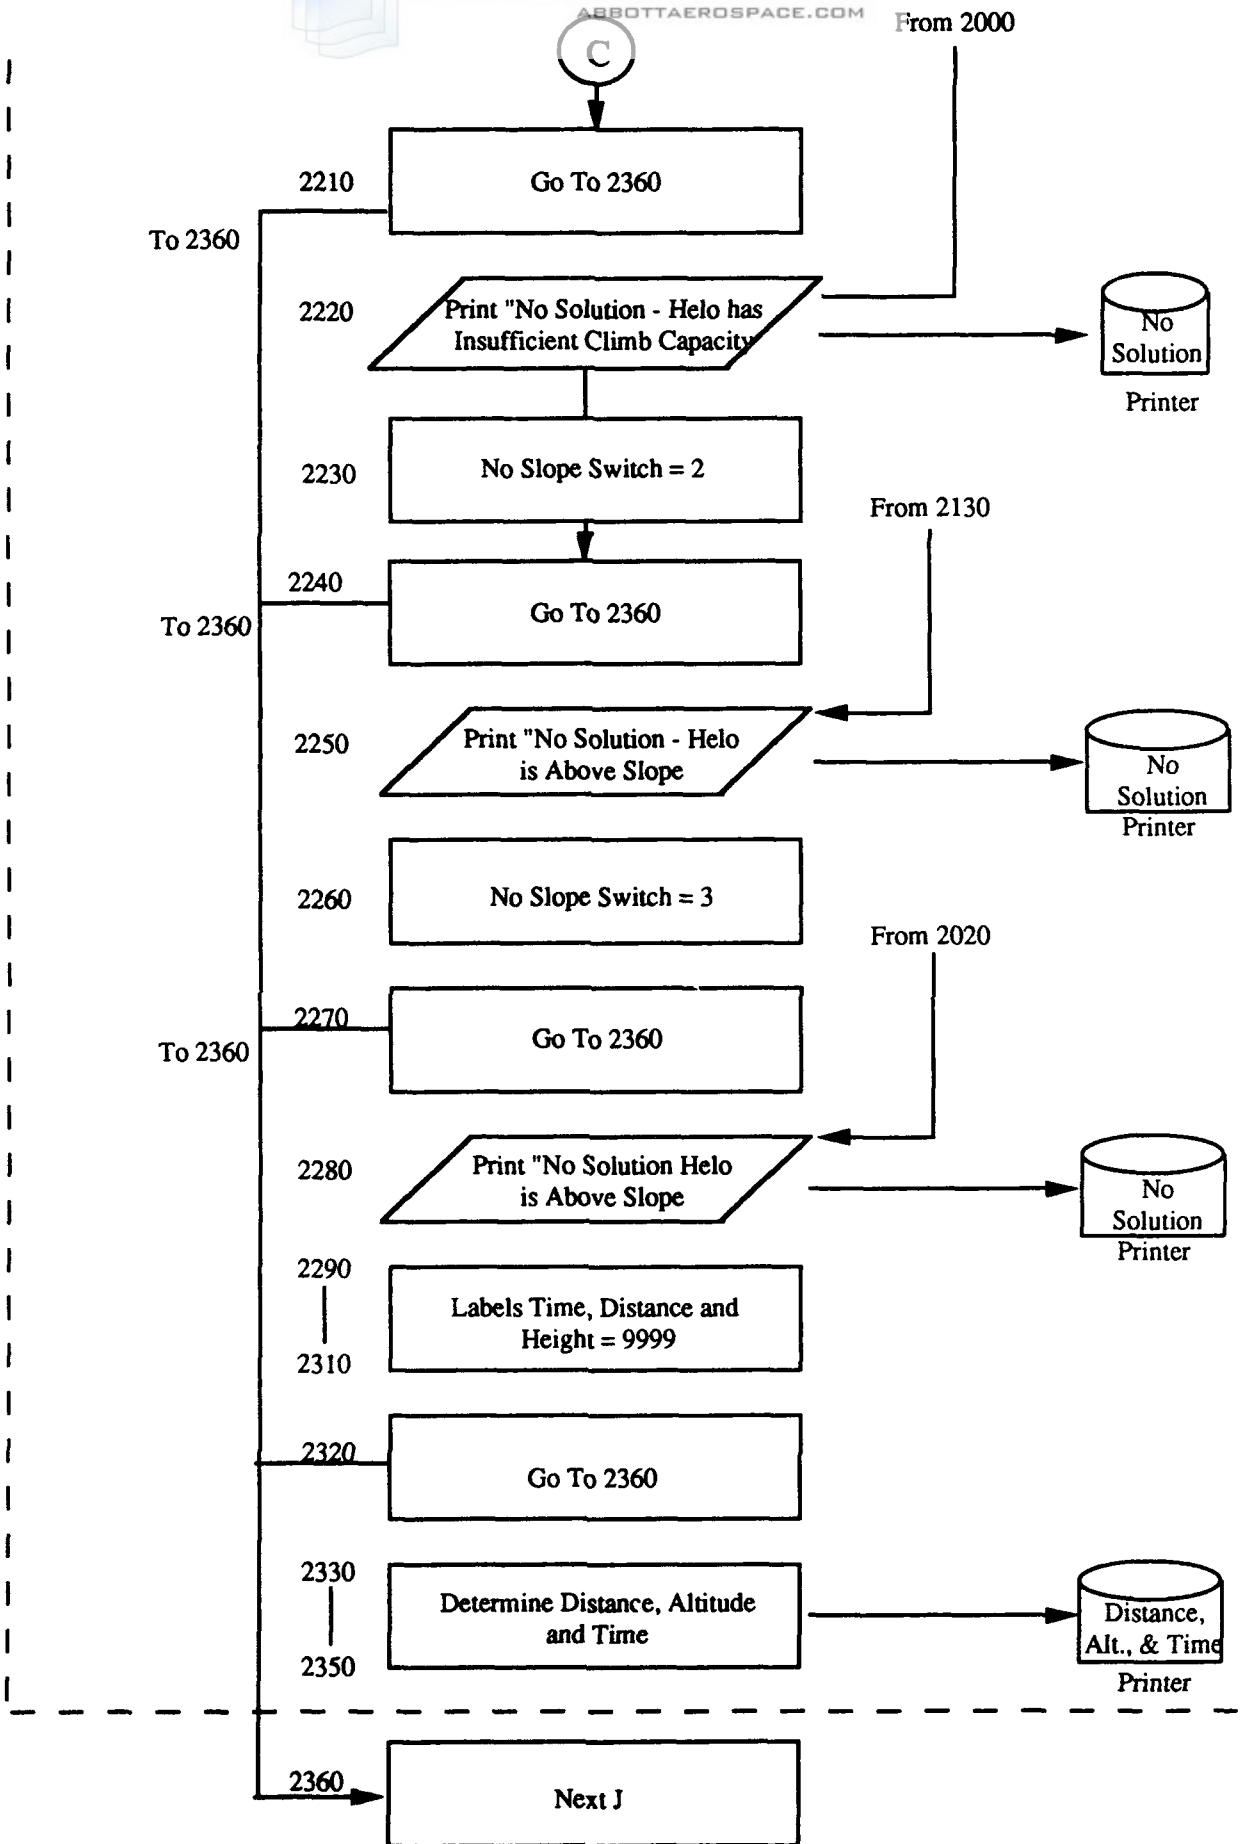 ABBOTTAEROSPACE.COM
From 2000
C
2210
Go To 2360
To 2360
2220
Print "No Solution - Helo has
Insufficient Climb Capacity
No
Solution
Printer
2230
No Slope Switch = 2
From 2130
2240
Go To 2360
To 2360
2250
Print "No Solution - Helo
is Above Slope
No
Solution
Printer
2260
No Slope Switch = 3
From 2020
2270
Go To 2360
To 2360
2280
Print "No Solution Helo
is Above Slope
No
Solution
Printer
2290
Labels Time, Distance and
Height = 9999
2310
2320
Go To 2360
2330
Determine Distance, Altitude
and Time
2350
Distance,
Alt., & Time
Printer
2360
Next J